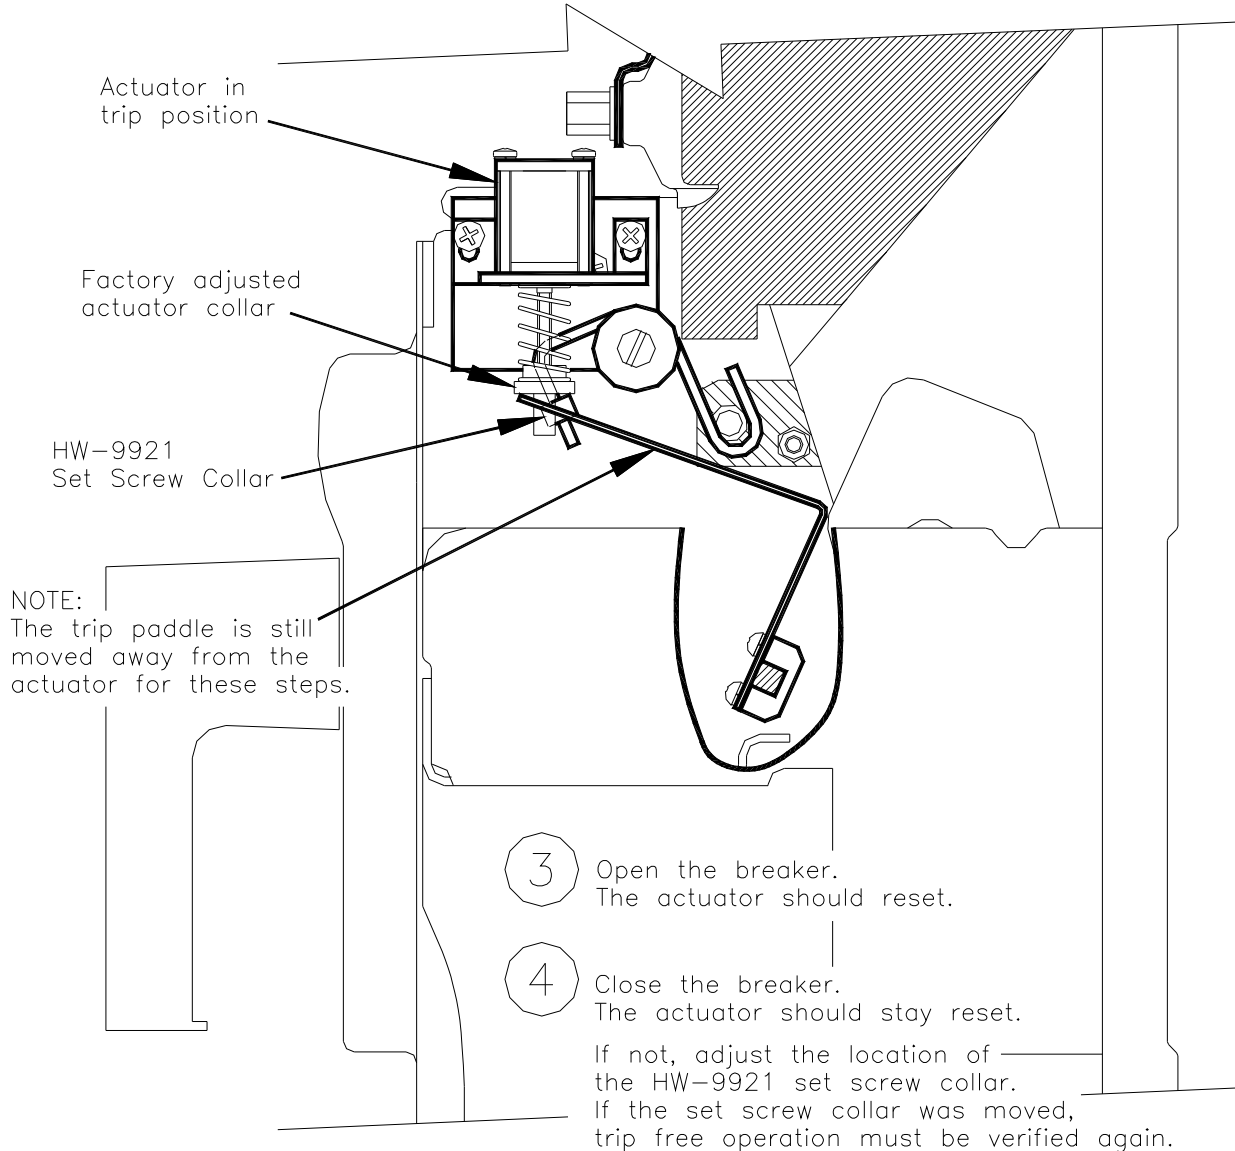 Actuator in
trip position
Factory adjusted
actuator collar
HW-9921
Set Screw Collar
NOTE:
The trip paddle is still
moved away from the
actuator for these steps.
3
Open the breaker.
The actuator should reset.
4
Close the breaker.
The actuator should stay reset.
If not, adjust the location of
the HW-9921 set screw collar.
If the set screw collar was moved,
trip free operation must be verified again.